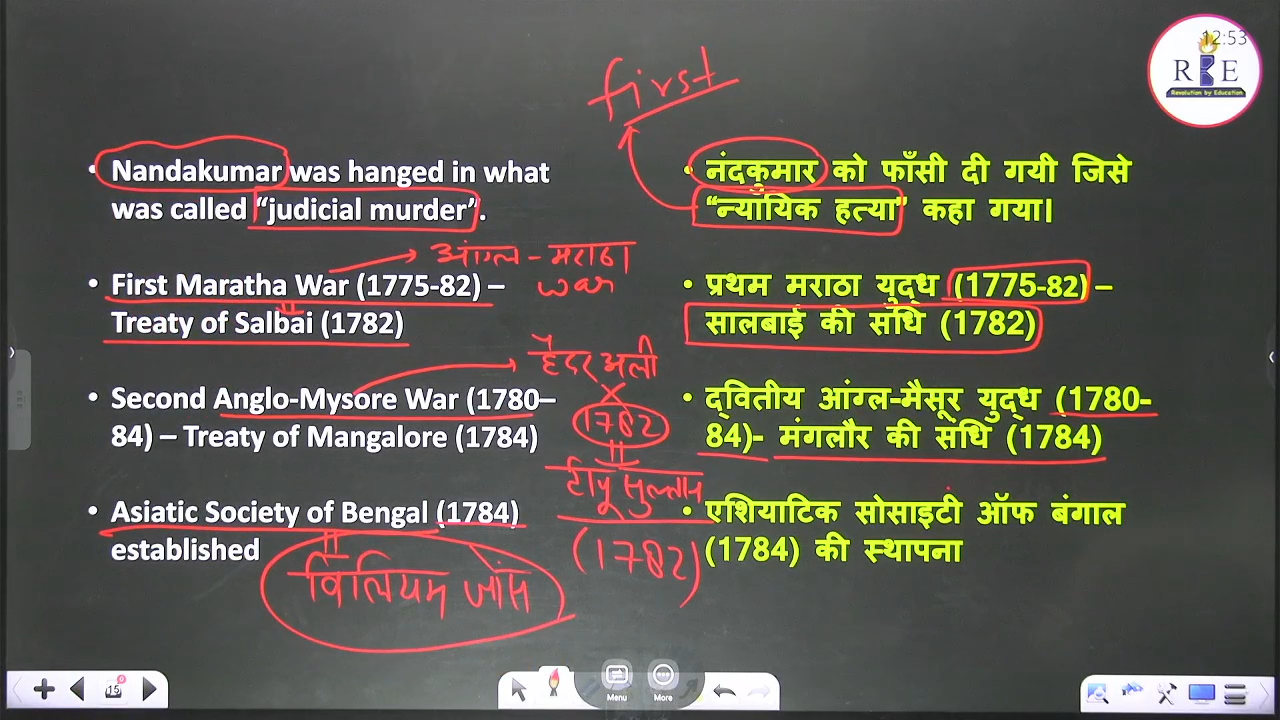 12:53
R E
Revolution by Education
first
• Nandakumar was hanged in what
was called “judicial murder”.
• नंदकुमार को फाँसी दी गयी जिसे
“न्यायिक हत्या” कहा गया।
आंग्ल - मराठा
war
• First Maratha War (1775-82) –
Treaty of Salbai (1782)
• प्रथम मराठा युद्ध (1775-82) –
सालबाई की संधि (1782)
हैदर अली
X
1782
टीपू सुल्तान
(1782)
• Second Anglo-Mysore War (1780–
84) – Treaty of Mangalore (1784)
• द्वितीय आंग्ल-मैसूर युद्ध (1780-
84)- मंगलौर की संधि (1784)
• Asiatic Society of Bengal (1784)
established
विलियम जोंस
• एशियाटिक सोसाइटी ऑफ बंगाल
(1784) की स्थापना
15
Menu
More